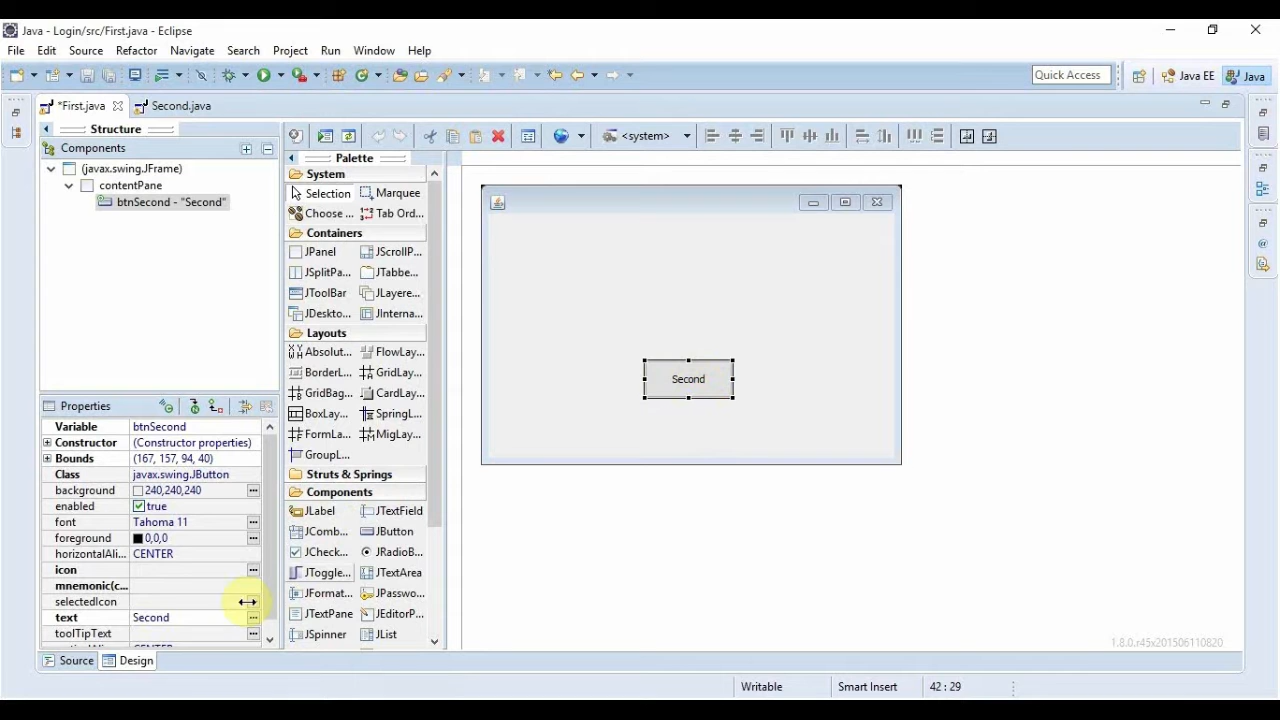 Java - Login/src/First.java - Eclipse
File Edit Source Refactor Navigate Search Project Run Window Help
Quick Access Java EE Java
*First.java Second.java
Structure
Components
(javax.swing.JFrame)
contentPane
btnSecond - "Second"
<system>
Palette
System
Selection Marquee
Choose ... Tab Ord...
Containers
JPanel JScrollP...
JSplitPa... JTabbe...
JToolBar JLayere...
JDeskto... JInterna...
Layouts
Absolut... FlowLay...
BorderL... GridLay...
GridBag... CardLay...
BoxLay... SpringL...
FormLa... MigLay...
GroupL...
Struts & Springs
Components
JLabel JTextField
JComb... JButton
JCheck... JRadioB...
JToggle... JTextArea
JFormat... JPasswo...
JTextPane JEditorP...
JSpinner JList
Second
Properties
Variable btnSecond
Constructor (Constructor properties)
Bounds (167, 157, 94, 40)
Class javax.swing.JButton
background 240,240,240
enabled true
font Tahoma 11
foreground 0,0,0
horizontalAli... CENTER
icon
mnemonic(c...
selectedIcon
text Second
toolTipText
1.8.0.r45x201506110820
Source Design
Writable Smart Insert 42 : 29